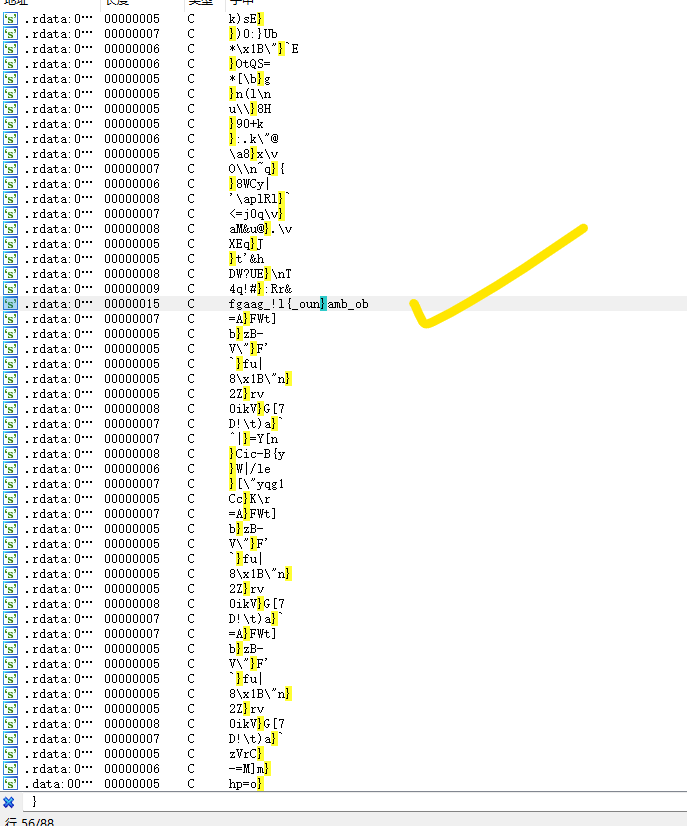 .rdata:0… 00000005 C k)sE}
.rdata:0… 00000007 C })0:}Ub
.rdata:0… 00000006 C *\x1B\"}`E
.rdata:0… 00000006 C }OtQS=
.rdata:0… 00000005 C *[\b}g
.rdata:0… 00000005 C }n(l\n
.rdata:0… 00000005 C u\\}8H
.rdata:0… 00000005 C }90+k
.rdata:0… 00000006 C }:.k\"@
.rdata:0… 00000005 C \a8}x\v
.rdata:0… 00000007 C O\\n~q}{
.rdata:0… 00000006 C }8WCy|
.rdata:0… 00000008 C '\aplRl}`
.rdata:0… 00000007 C <=j0q\v}
.rdata:0… 00000008 C aM&u@}.\v
.rdata:0… 00000005 C XEq}J
.rdata:0… 00000005 C }t'&h
.rdata:0… 00000008 C DW?UE}\nT
.rdata:0… 00000009 C 4q!#}:Rr&
.rdata:0… 00000015 C fgaag_!l{_oun}amb_ob
.rdata:0… 00000007 C =A}FWt]
.rdata:0… 00000005 C b}zB-
.rdata:0… 00000005 C V\"}F'
.rdata:0… 00000005 C `}fu|
.rdata:0… 00000005 C 8\x1B\"n}
.rdata:0… 00000005 C 2Z}rv
.rdata:0… 00000008 C 0ikV}G[7
.rdata:0… 00000007 C D!\t)a}`
.rdata:0… 00000007 C ^|}=Y[n
.rdata:0… 00000008 C }Cic-B{y
.rdata:0… 00000006 C }W|/le
.rdata:0… 00000007 C }[\"yqg1
.rdata:0… 00000005 C Cc}K\r
.rdata:0… 00000007 C =A}FWt]
.rdata:0… 00000005 C b}zB-
.rdata:0… 00000005 C V\"}F'
.rdata:0… 00000005 C `}fu|
.rdata:0… 00000005 C 8\x1B\"n}
.rdata:0… 00000005 C 2Z}rv
.rdata:0… 00000008 C 0ikV}G[7
.rdata:0… 00000007 C D!\t)a}`
.rdata:0… 00000007 C =A}FWt]
.rdata:0… 00000005 C b}zB-
.rdata:0… 00000005 C V\"}F'
.rdata:0… 00000005 C `}fu|
.rdata:0… 00000005 C 8\x1B\"n}
.rdata:0… 00000005 C 2Z}rv
.rdata:0… 00000008 C 0ikV}G[7
.rdata:0… 00000007 C D!\t)a}`
.rdata:0… 00000005 C zVrC}
.rdata:0… 00000006 C -=M]m}
.data:00… 00000005 C hp=o}
}
行 56/88